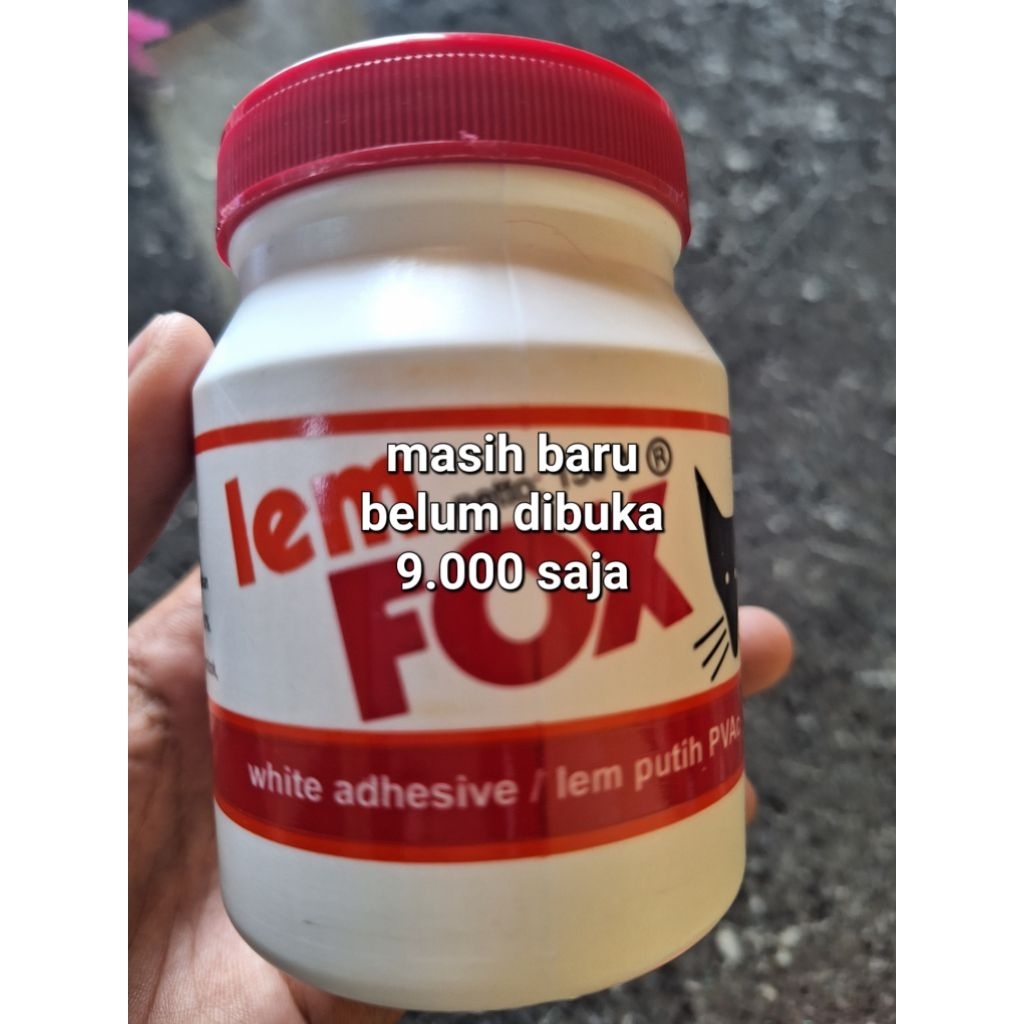 masih baru
belum dibuka
9.000 saja
lem
FOX
®
white adhesive / lem putih PVAc